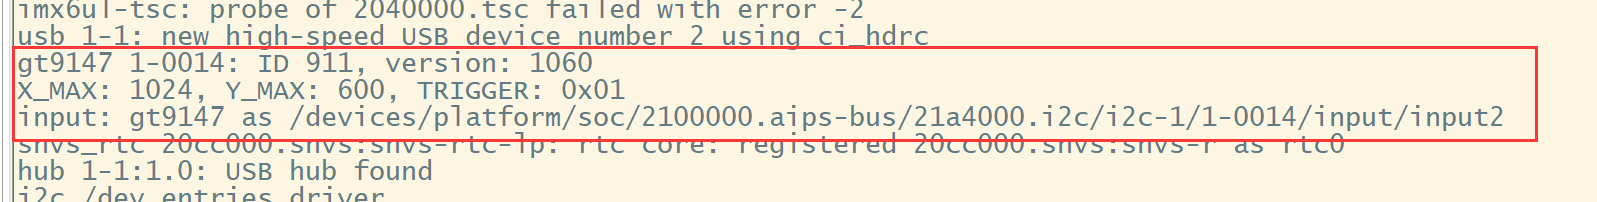 imx6ul-tsc: probe of 2040000.tsc failed with error -2
usb 1-1: new high-speed USB device number 2 using ci_hdrc
gt9147 1-0014: ID 911, version: 1060
X_MAX: 1024, Y_MAX: 600, TRIGGER: 0x01
input: gt9147 as /devices/platform/soc/2100000.aips-bus/21a4000.i2c/i2c-1/1-0014/input/input2
snvs_rtc 20cc000.snvs:snvs-rtc-lp: rtc core: registered 20cc000.snvs:snvs-r as rtc0
hub 1-1:1.0: USB hub found
i2c /dev entries driver